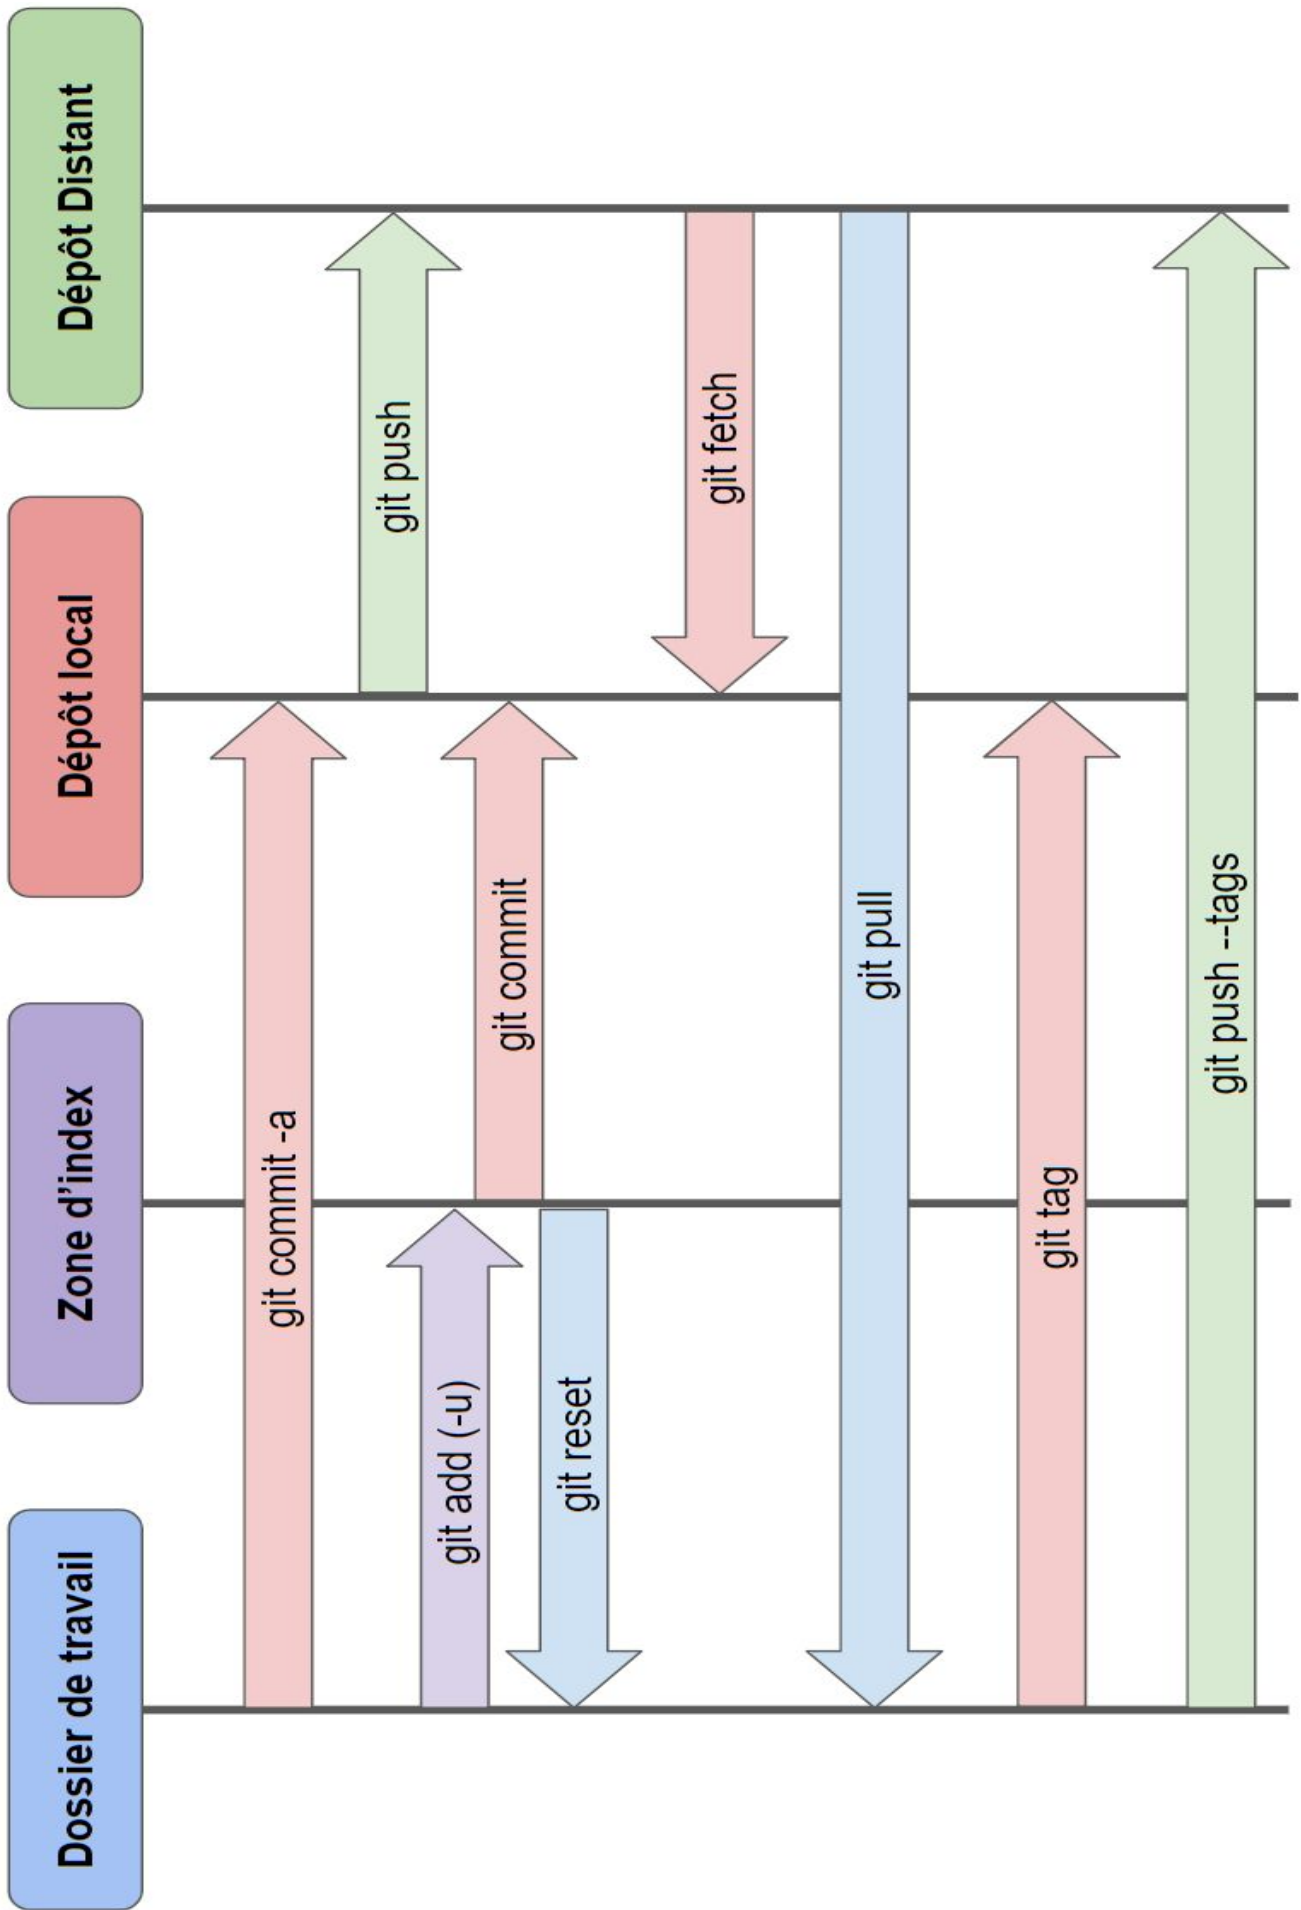 Dossier de travail
Zone d’index
Dépôt local
Dépôt Distant
git commit -a
git push
git add (-u)
git commit
git reset
git fetch
git pull
git tag
git push --tags